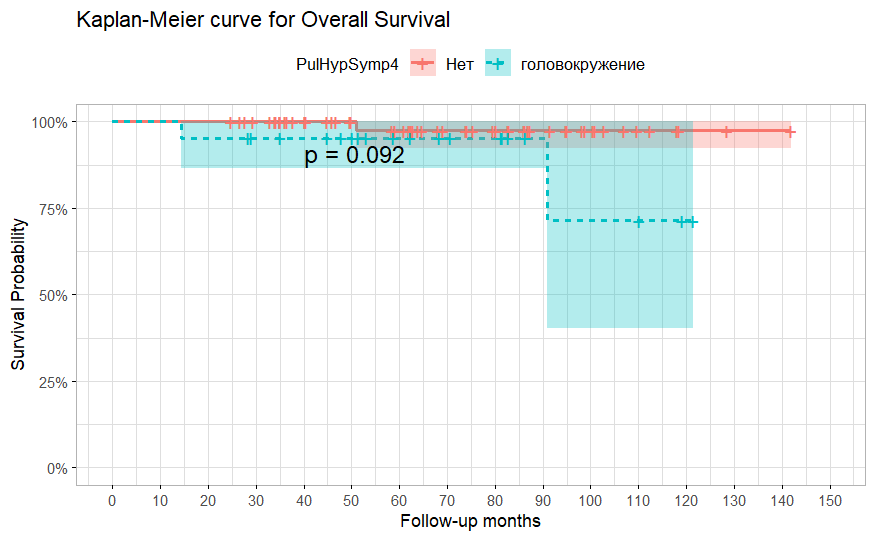 Kaplan-Meier curve for Overall Survival
PulHypSymp4 Нет головокружение
100%
75%
50%
25%
0%
Survival Probability
p = 0.092
0 10 20 30 40 50 60 70 80 90 100 110 120 130 140 150
Follow-up months